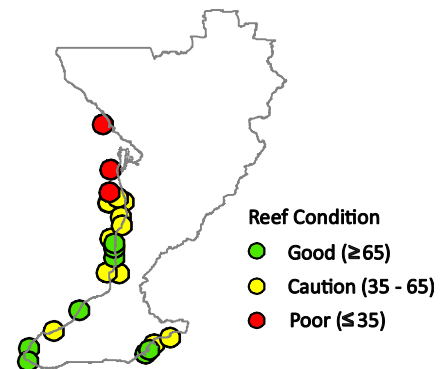 Reef Condition
Good (≥65)
Caution (35 - 65)
Poor (≤35)